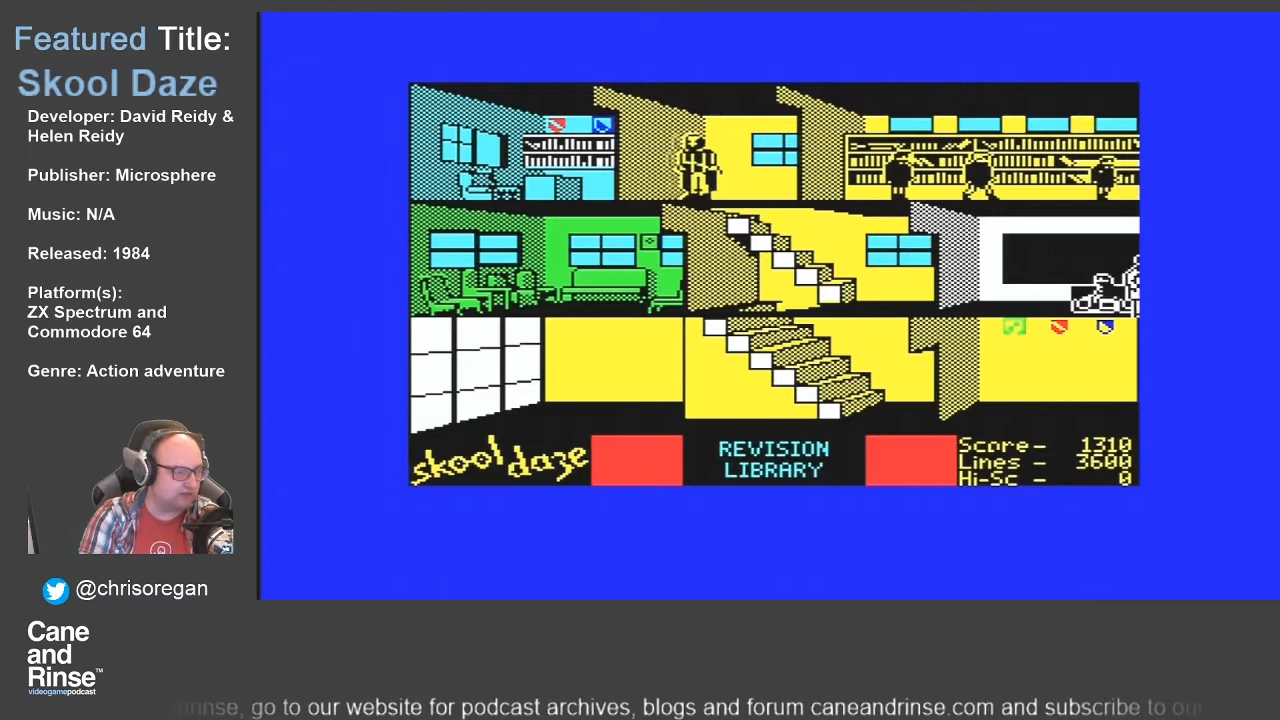 Featured Title:
Skool Daze
Developer: David Reidy &
Helen Reidy
Publisher: Microsphere
Music: N/A
Released: 1984
Platform(s):
ZX Spectrum and
Commodore 64
Genre: Action adventure
@chrisoregan
Cane
and
Rinse™
videogamepodcast
skool daze
REVISION
LIBRARY
Score- 1310
Lines - 3600
Hi-Sc - 0
rinse, go to our website for podcast archives, blogs and forum caneandrinse.com and subscribe to our